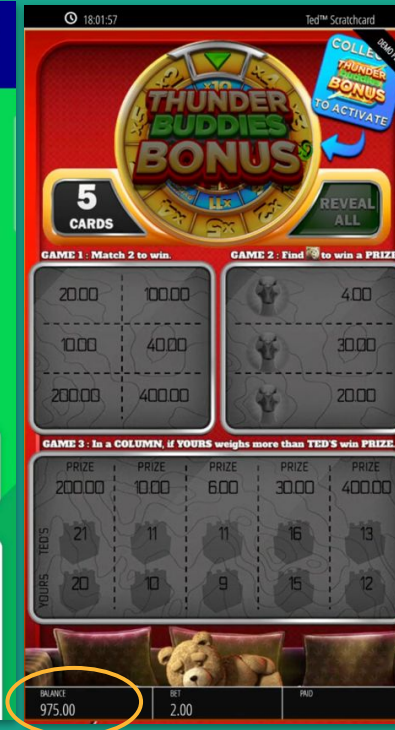 18:01:57 Ted™ Scratchcard
DEMO
COLLECT
THUNDER
BUDDIES
BONUS
TO ACTIVATE
THUNDER
BUDDIES
BONUS
5
CARDS
REVEAL
ALL
GAME 1 : Match 2 to win.
GAME 2 : Find to win a PRIZE
20.00 100.00
10.00 40.00
200.00 400.00
4.00
30.00
20.00
GAME 3 : In a COLUMN, if YOURS weighs more than TED'S win PRIZE.
PRIZE PRIZE PRIZE PRIZE PRIZE
200.00 10.00 6.00 30.00 400.00
TED'S 21 11 11 16 13
YOURS 20 10 9 15 12
BALANCE BET PAID
975.00 2.00